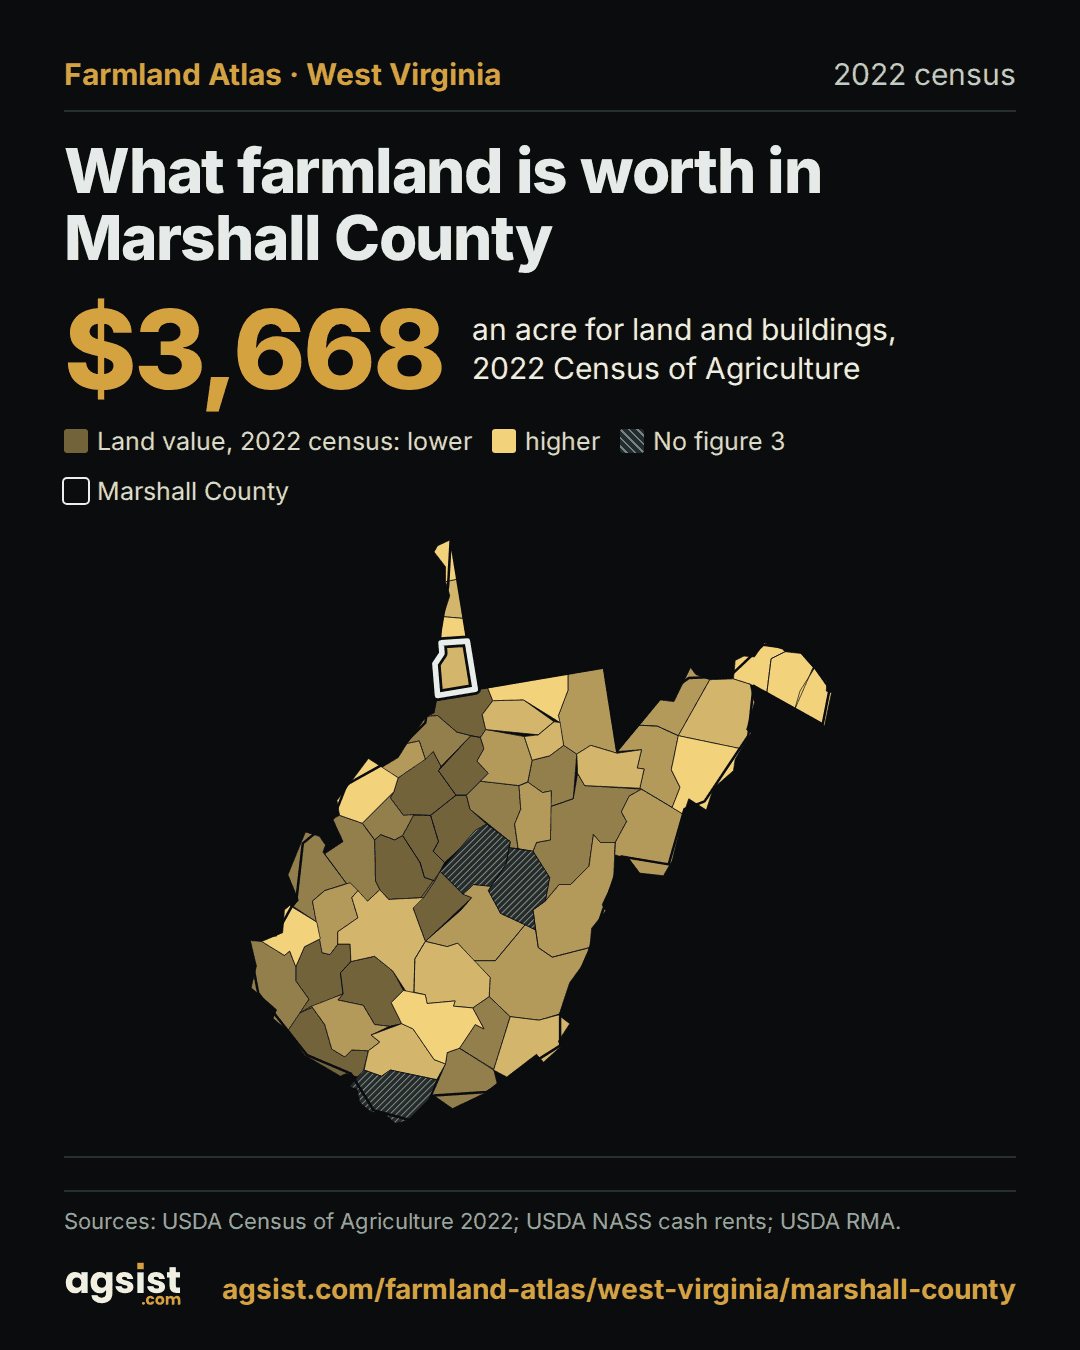 Farmland Atlas · West Virginia
2022 census
What farmland is worth in
Marshall County
$3,668
an acre for land and buildings,
2022 Census of Agriculture
Land value, 2022 census: lower
higher
No figure 3
Marshall County
Sources: USDA Census of Agriculture 2022; USDA NASS cash rents; USDA RMA.
agsist
.com
agsist.com/farmland-atlas/west-virginia/marshall-county